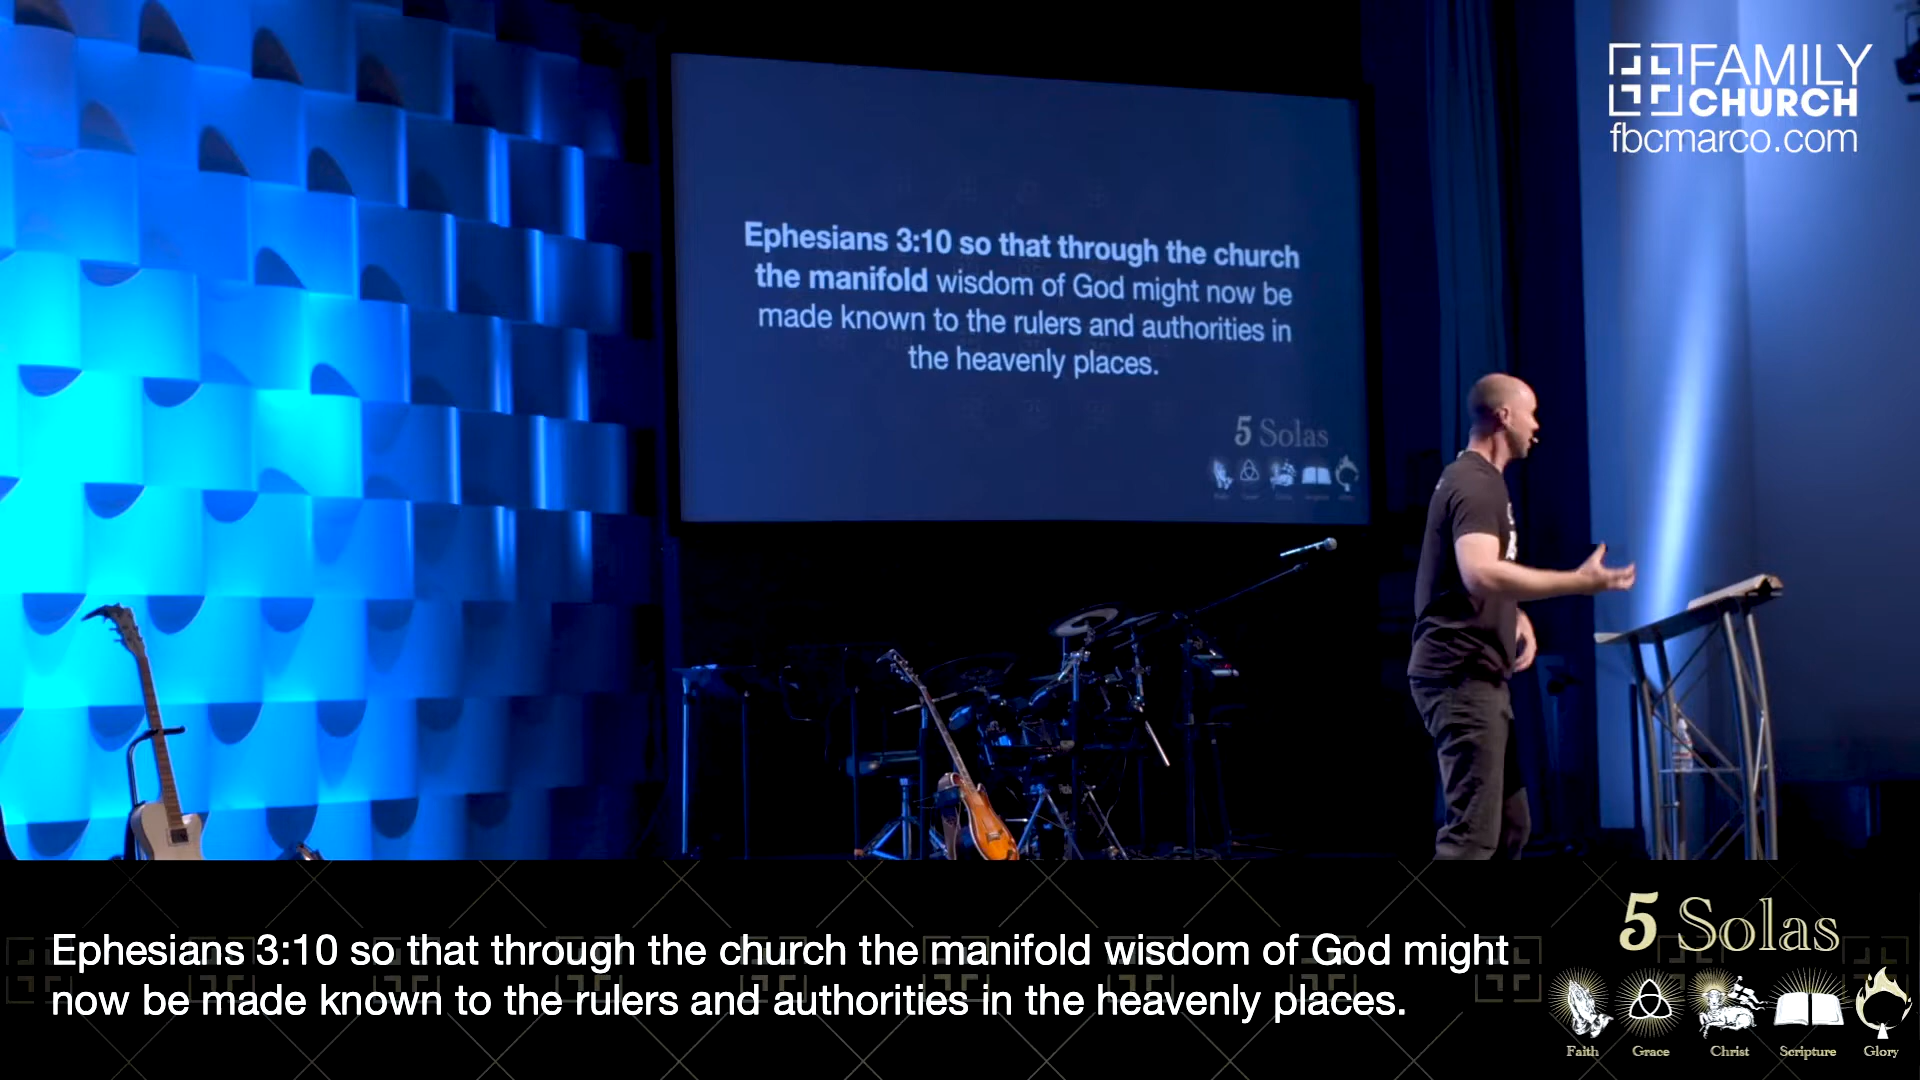 FAMILY
CHURCH
fbcmarco.com
Ephesians 3:10 so that through the church
the manifold wisdom of God might now be
made known to the rulers and authorities in
the heavenly places.
5 Solas
Ephesians 3:10 so that through the church the manifold wisdom of God might
now be made known to the rulers and authorities in the heavenly places.
5 Solas
Faith Grace Christ Scripture Glory